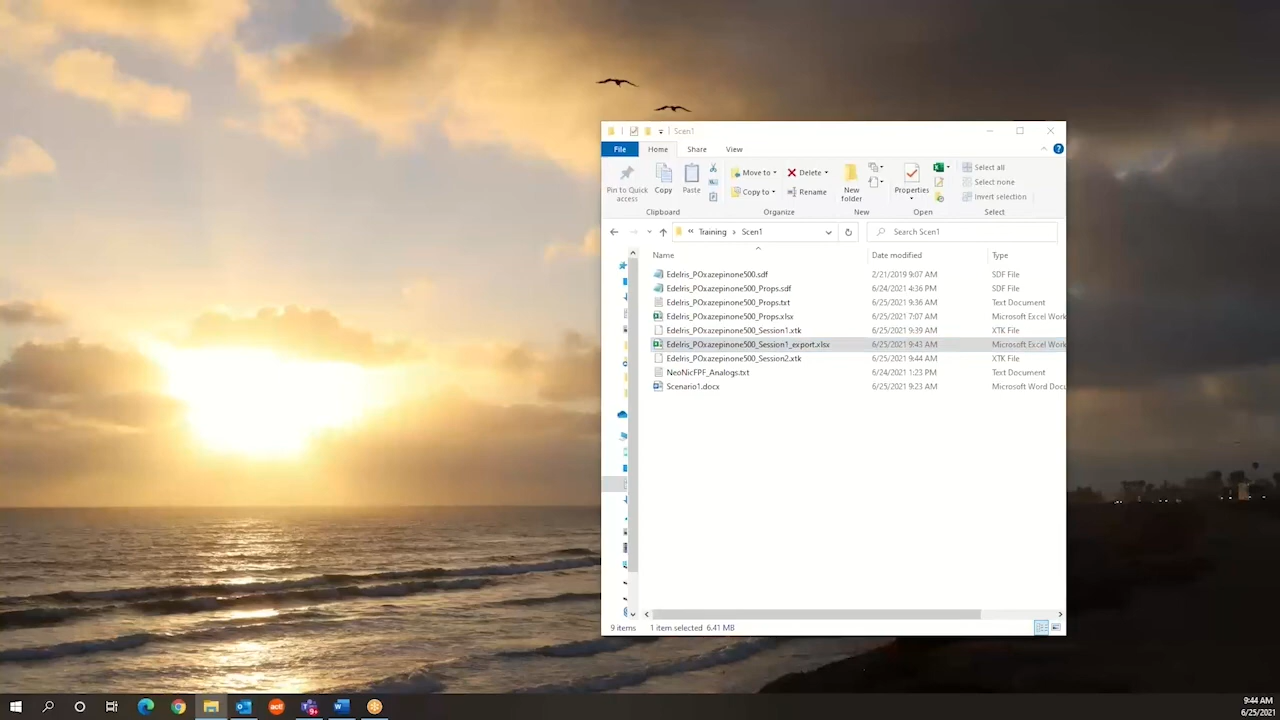 Scen1
File Home Share View
Move to Delete Select all
Pin to Quick access Copy Paste Copy to Rename New folder Properties Select none
Invert selection
Clipboard Organize New Open Select
Training Scen1 Search Scen1
Name Date modified Type
Edelris_POxazepinone500.sdf 2/21/2019 9:07 AM SDF File
Edelris_POxazepinone500_Props.sdf 6/24/2021 4:36 PM SDF File
Edelris_POxazepinone500_Props.txt 6/25/2021 9:36 AM Text Document
Edelris_POxazepinone500_Props.xlsx 6/25/2021 7:07 AM Microsoft Excel Work
Edelris_POxazepinone500_Session1.xtk 6/25/2021 9:39 AM XTK File
Edelris_POxazepinone500_Session1_export.xlsx 6/25/2021 9:43 AM Microsoft Excel Work
Edelris_POxazepinone500_Session2.xtk 6/25/2021 9:44 AM XTK File
NeoNicFPF_Analogs.txt 6/24/2021 1:23 PM Text Document
Scenario1.docx 6/25/2021 9:23 AM Microsoft Word Docu
9 items 1 item selected 6.41 MB
9:44 AM
6/25/2021